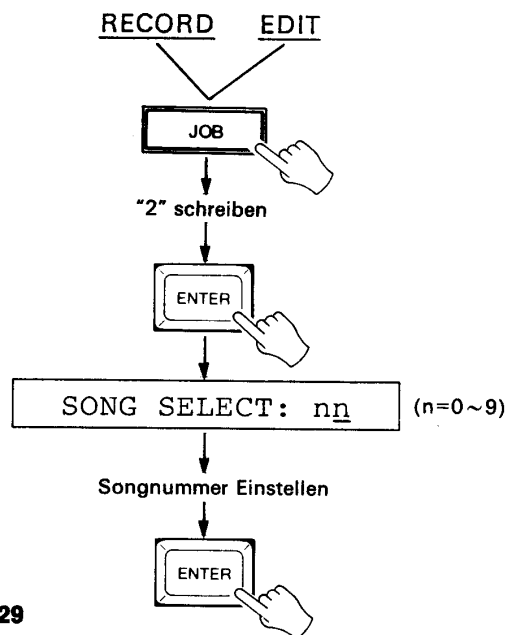 RECORD EDIT
JOB
"2" schreiben
ENTER
SONG SELECT: nn (n=0~9)
Songnummer Einstellen
ENTER
29